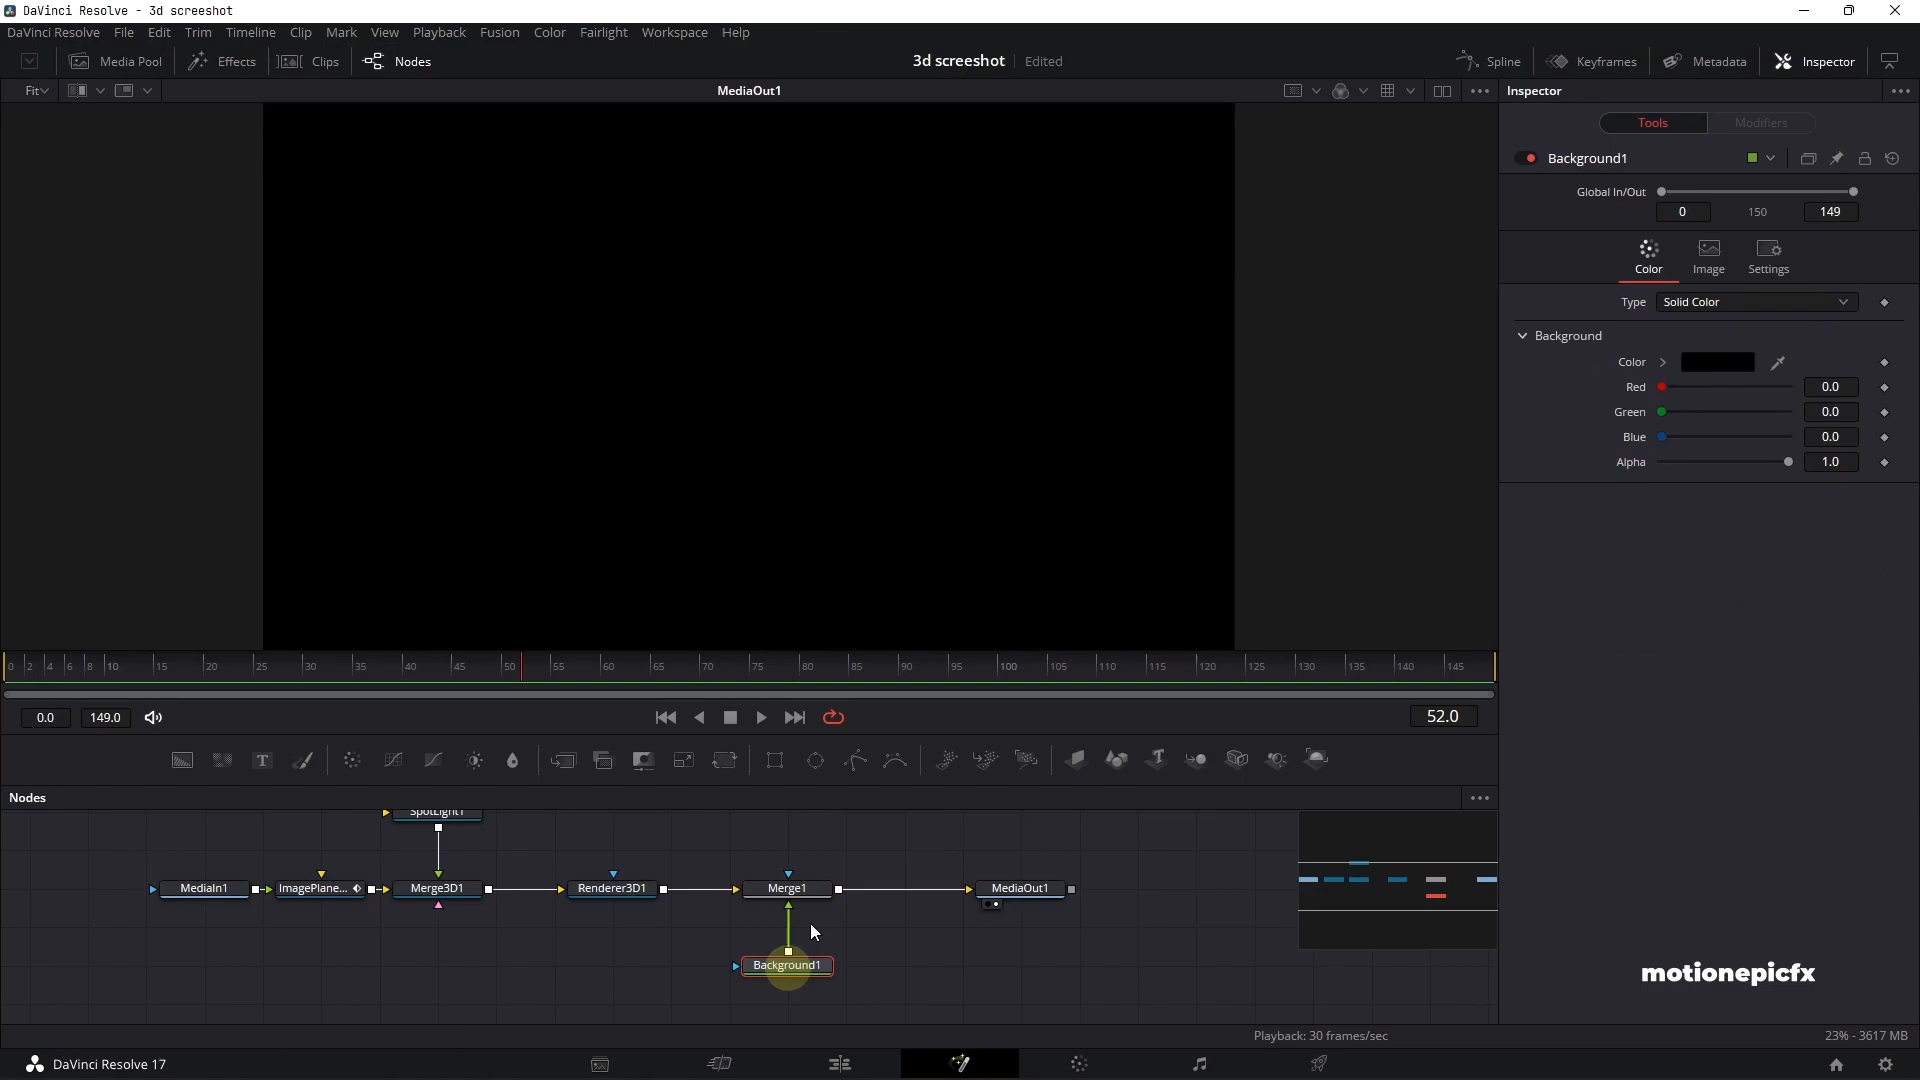 DaVinci Resolve - 3d screeshot
DaVinci Resolve File Edit Trim Timeline Clip Mark View Playback Fusion Color Fairlight Workspace Help
Media Pool Effects Clips Nodes 3d screeshot Edited Spline Keyframes Metadata Inspector
Fit MediaOut1 Inspector
Tools Modifiers
Background1
Global In/Out
0 150 149
Color Image Settings
Type Solid Color
Background
Color
Red 0.0
Green 0.0
Blue 0.0
Alpha 1.0
0 2 4 6 8 10 15 20 25 30 35 40 45 50 55 60 65 70 75 80 85 90 95 100 105 110 115 120 125 130 135 140 145
0.0 149.0 52.0
T
Nodes
SpotLight1
MediaIn1 ImagePlane... Merge3D1 Renderer3D1 Merge1 MediaOut1
Background1
motionepicfx
Playback: 30 frames/sec 23% - 3617 MB
DaVinci Resolve 17